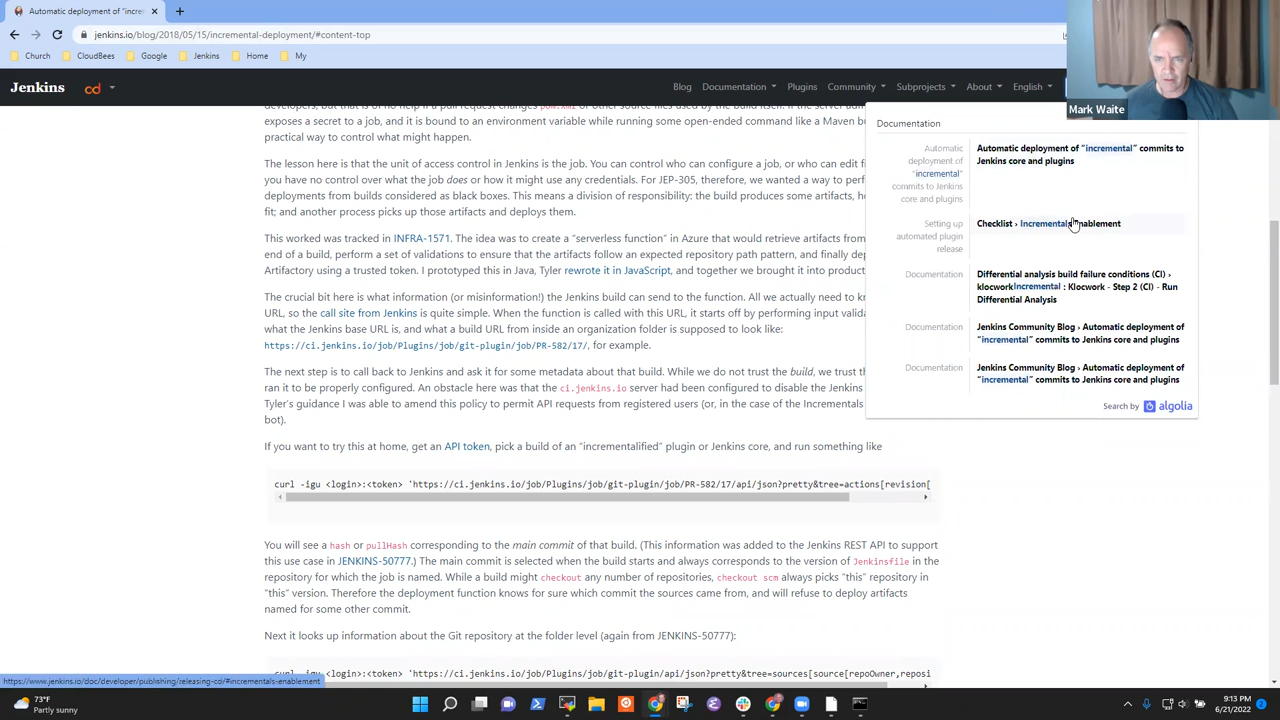 Automatic deployment of "incre
jenkins.io/blog/2018/05/15/incremental-deployment/#content-top
Church CloudBees Google Jenkins Home My
Jenkins cd Blog Documentation Plugins Community Subprojects About English
Mark Waite
developers, but that is of no help if a pull request changes pom.xml or other source files used by the build itself. If the server adm
exposes a secret to a job, and it is bound to an environment variable while running some open-ended command like a Maven bu
practical way to control what might happen.
The lesson here is that the unit of access control in Jenkins is the job. You can control who can configure a job, or who can edit fi
you have no control over what the job does or how it might use any credentials. For JEP-305, therefore, we wanted a way to perfo
deployments from builds considered as black boxes. This means a division of responsibility: the build produces some artifacts, h
fit; and another process picks up those artifacts and deploys them.
This worked was tracked in INFRA-1571. The idea was to create a "serverless function" in Azure that would retrieve artifacts from
end of a build, perform a set of validations to ensure that the artifacts follow an expected repository path pattern, and finally dep
Artifactory using a trusted token. I prototyped this in Java, Tyler rewrote it in JavaScript, and together we brought it into product
The crucial bit here is what information (or misinformation!) the Jenkins build can send to the function. All we actually need to kn
URL, so the call site from Jenkins is quite simple. When the function is called with this URL, it starts off by performing input valida
what the Jenkins base URL is, and what a build URL from inside an organization folder is supposed to look like:
https://ci.jenkins.io/job/Plugins/job/git-plugin/job/PR-582/17/, for example.
The next step is to call back to Jenkins and ask it for some metadata about that build. While we do not trust the build, we trust th
ran it to be properly configured. An obstacle here was that the ci.jenkins.io server had been configured to disable the Jenkins
Tyler's guidance I was able to amend this policy to permit API requests from registered users (or, in the case of the Incrementals
bot).
If you want to try this at home, get an API token, pick a build of an "incrementalified" plugin or Jenkins core, and run something like
curl -igu <login>:<token> 'https://ci.jenkins.io/job/Plugins/job/git-plugin/job/PR-582/17/api/json?pretty&tree=actions[revision[
You will see a hash or pullHash corresponding to the main commit of that build. (This information was added to the Jenkins REST API to support
this use case in JENKINS-50777.) The main commit is selected when the build starts and always corresponds to the version of Jenkinsfile in the
repository for which the job is named. While a build might checkout any number of repositories, checkout scm always picks "this" repository in
"this" version. Therefore the deployment function knows for sure which commit the sources came from, and will refuse to deploy artifacts
named for some other commit.
Next it looks up information about the Git repository at the folder level (again from JENKINS-50777):
curl -igu <login>:<token> 'https://ci.jenkins.io/job/Plugins/job/git-plugin/api/json?pretty&tree=sources[source[repoOwner,reposi
Documentation
Automatic
deployment of
"incremental"
commits to
Jenkins core
and plugins
Automatic deployment of "incremental" commits to
Jenkins core and plugins
Setting up
automated plugin
release
Checklist › Incrementals enablement
Documentation
Differential analysis build failure conditions (CI) ›
klocworkIncremental : Klocwork - Step 2 (CI) - Run
Differential Analysis
Documentation
Jenkins Community Blog › Automatic deployment of
"incremental" commits to Jenkins core and plugins
Documentation
Jenkins Community Blog › Automatic deployment of
"incremental" commits to Jenkins core and plugins
Search by algolia
https://www.jenkins.io/doc/developer/publishing/releasing-cd/#incrementals-enablement
73°F
Partly sunny
9:13 PM
6/21/2022
2